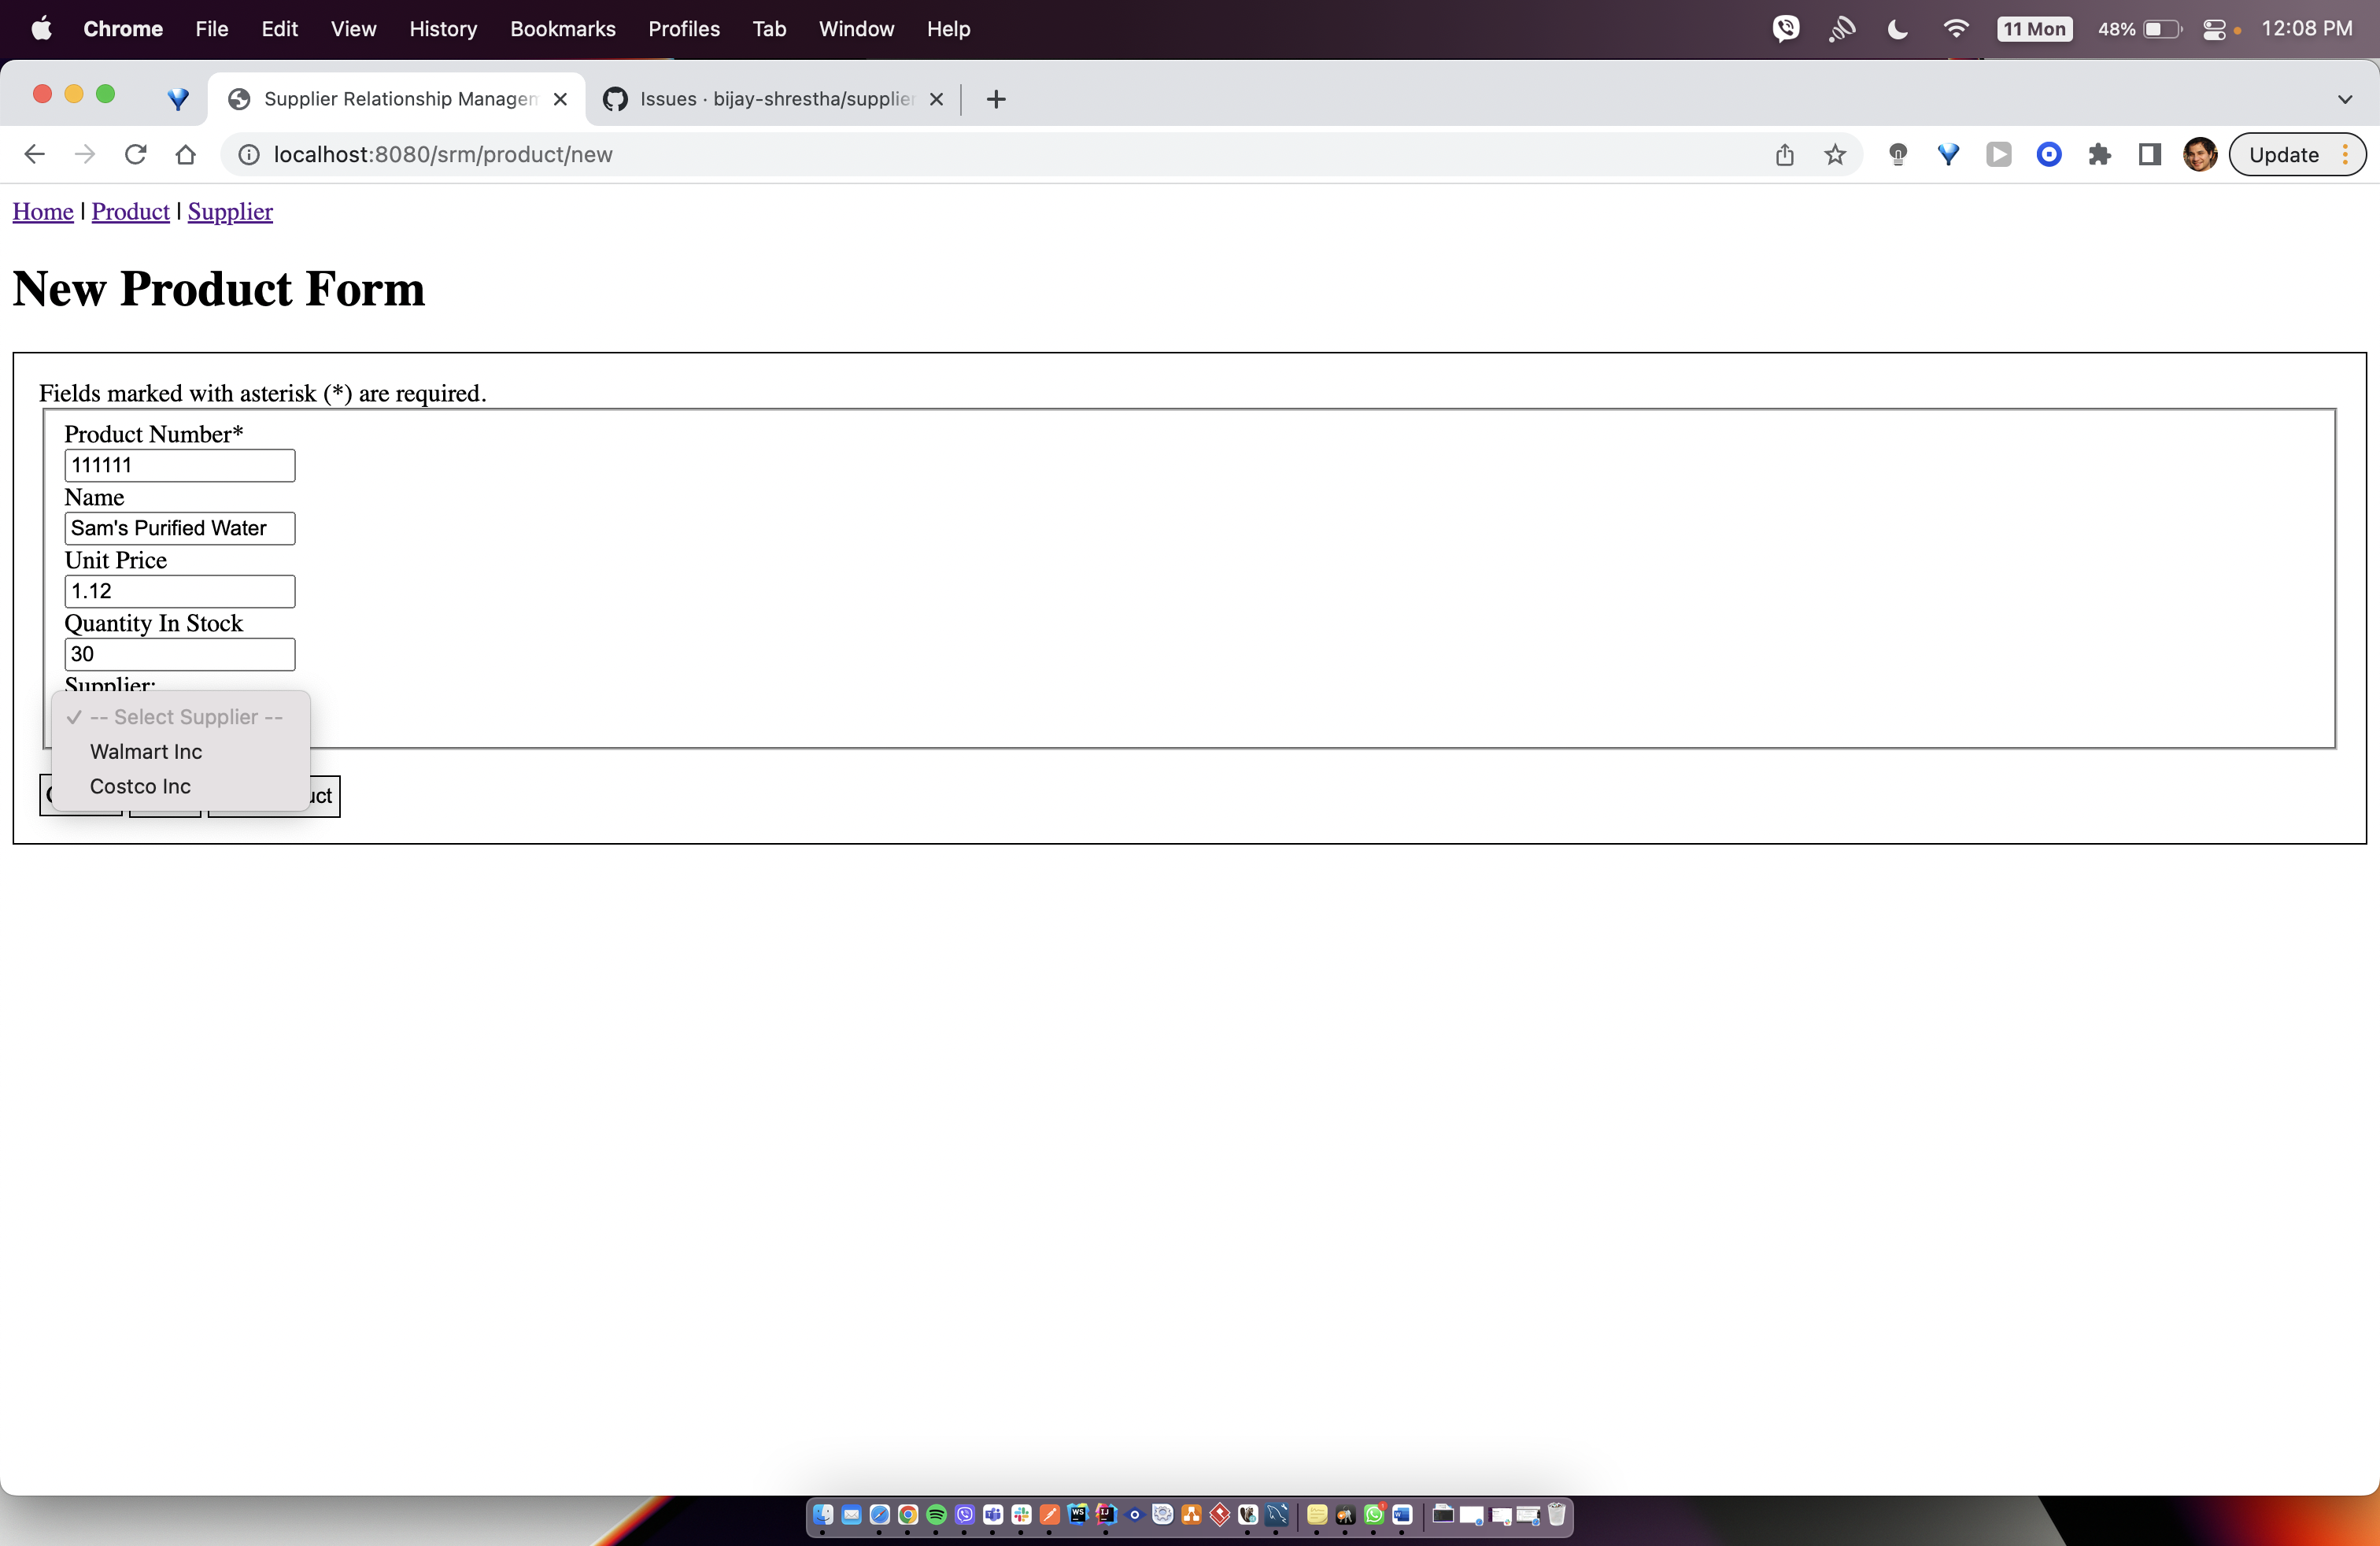 Chrome File Edit View History Bookmarks Profiles Tab Window Help 11 Mon 48% 12:08 PM
Supplier Relationship Managem Issues · bijay-shrestha/supplier
localhost:8080/srm/product/new Update
Home | Product | Supplier
New Product Form
Fields marked with asterisk (*) are required.
Product Number*
111111
Name
Sam's Purified Water
Unit Price
1.12
Quantity In Stock
30
Supplier:
-- Select Supplier --
Walmart Inc
Costco Inc
uct